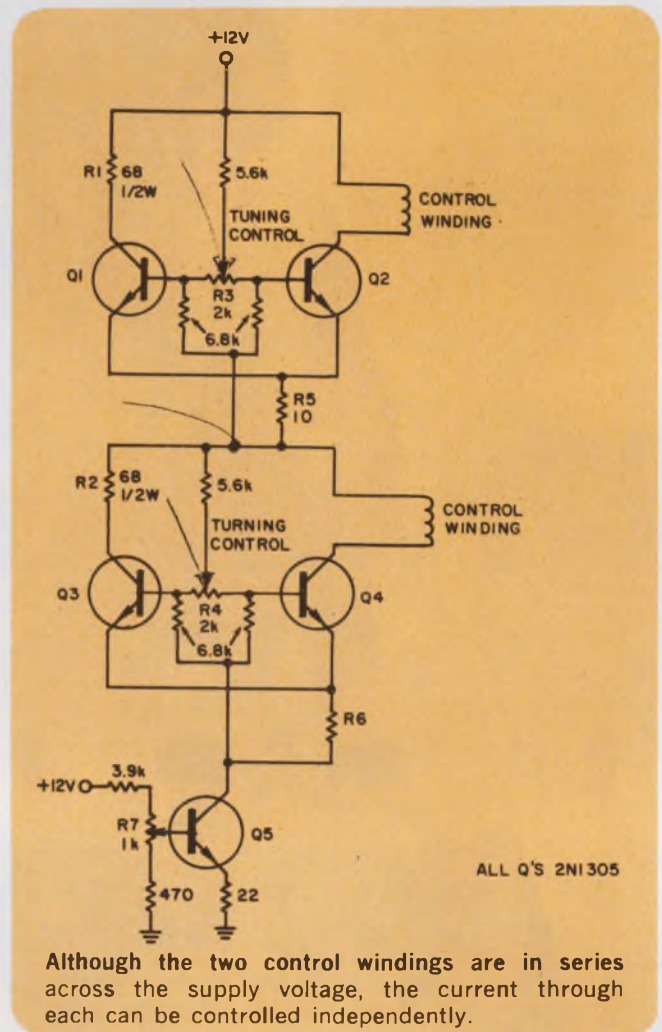 +12V
R1 68
1/2W
5.6k
TUNING
CONTROL
CONTROL
WINDING
Q1
R3
2k
Q2
6.8k
R5
10
R2 68
1/2W
5.6k
TURNING
CONTROL
CONTROL
WINDING
Q3
R4
2k
Q4
6.8k
R6
+12V
3.9k
R7
1k
Q5
470
22
ALL Q'S 2N1305
Although the two control windings are in series
across the supply voltage, the current through
each can be controlled independently.